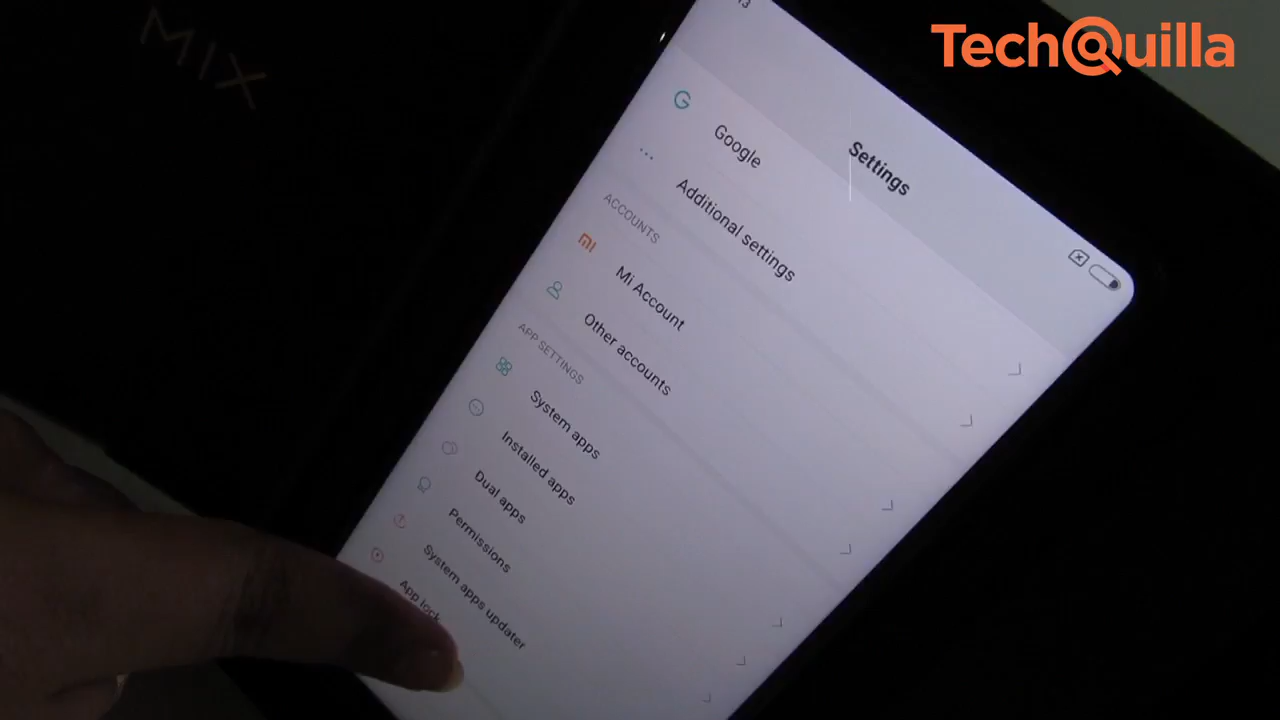 MIX
TechQuilla
Settings
Google
Additional settings
ACCOUNTS
Mi Account
Other accounts
APP SETTINGS
System apps
Installed apps
Dual apps
Permissions
System apps updater
App lock